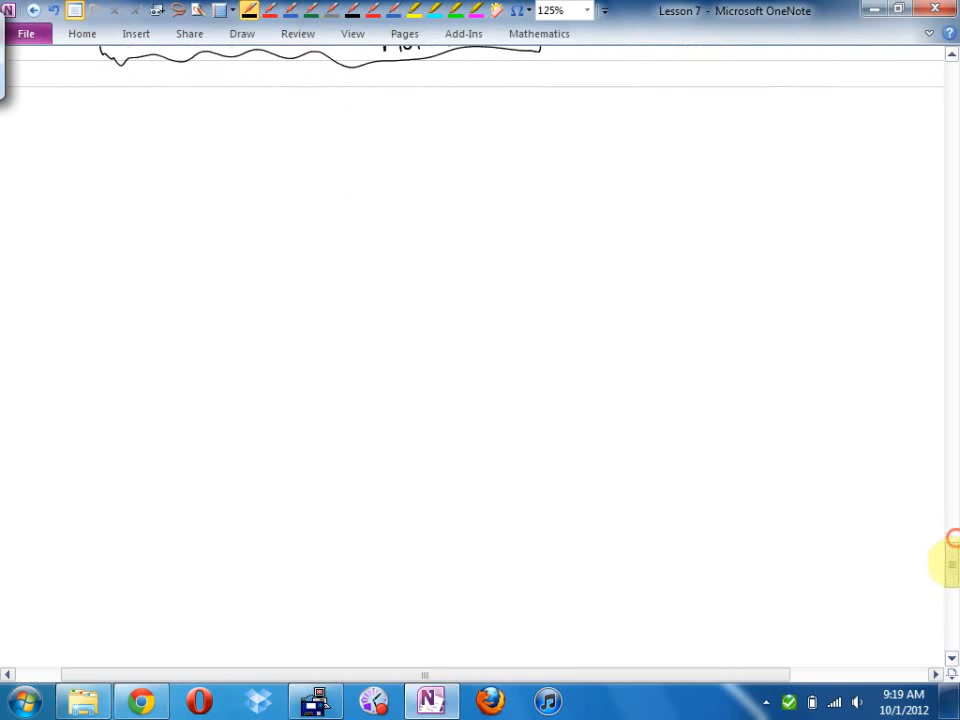 125%
Lesson 7 - Microsoft OneNote
File Home Insert Share Draw Review View Pages Add-Ins Mathematics
9:19 AM
10/1/2012